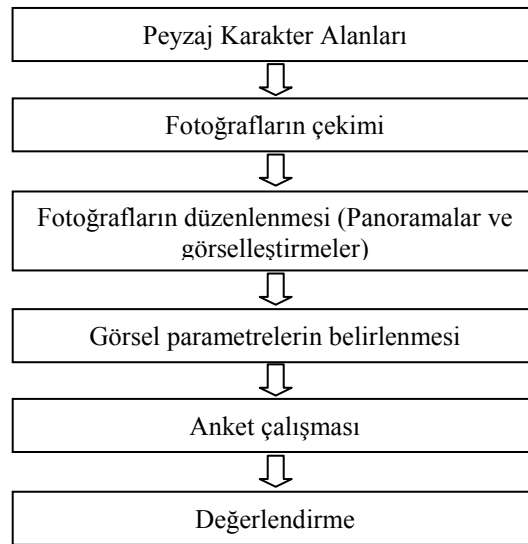 Peyzaj Karakter Alanları
Fotoğrafların çekimi
Fotoğrafların düzenlenmesi (Panoramalar ve
görselleştirmeler)
Görsel parametrelerin belirlenmesi
Anket çalışması
Değerlendirme